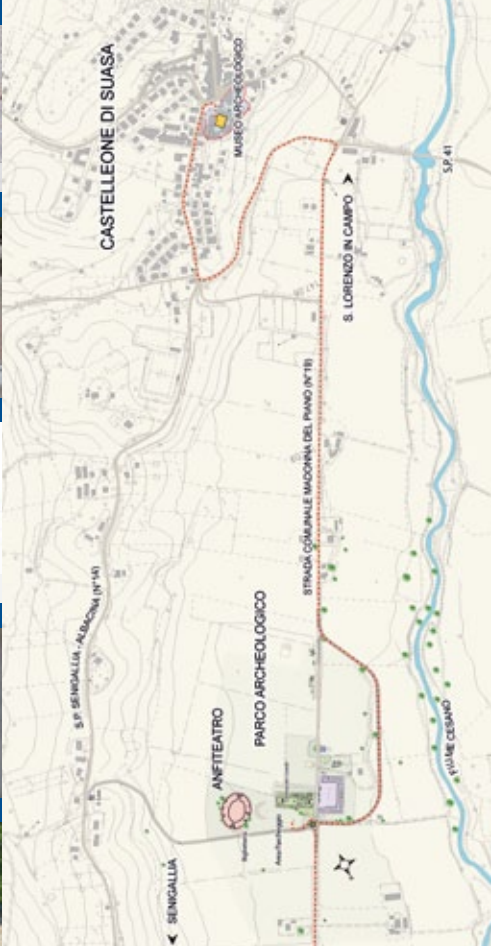 CASTELLEONE DI SUASA
MUSEO ARCHEOLOGICO
S.P. 41
S. LORENZO IN CAMPO
STRADA COMUNALE MADONNA DEL PIANO (N°19)
S.P. SENIGALLIA - ALBACINA (N°14)
PARCO ARCHEOLOGICO
ANFITEATRO
FIUME CESANO
SENIGALLIA